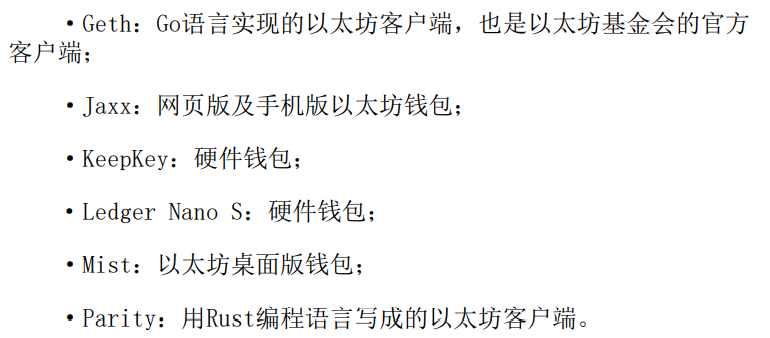 ·Geth：Go语言实现的以太坊客户端，也是以太坊基金会的官方
客户端；
·Jaxx：网页版及手机版以太坊钱包；
·KeepKey：硬件钱包；
·Ledger Nano S：硬件钱包；
·Mist：以太坊桌面版钱包；
·Parity：用Rust编程语言写成的以太坊客户端。